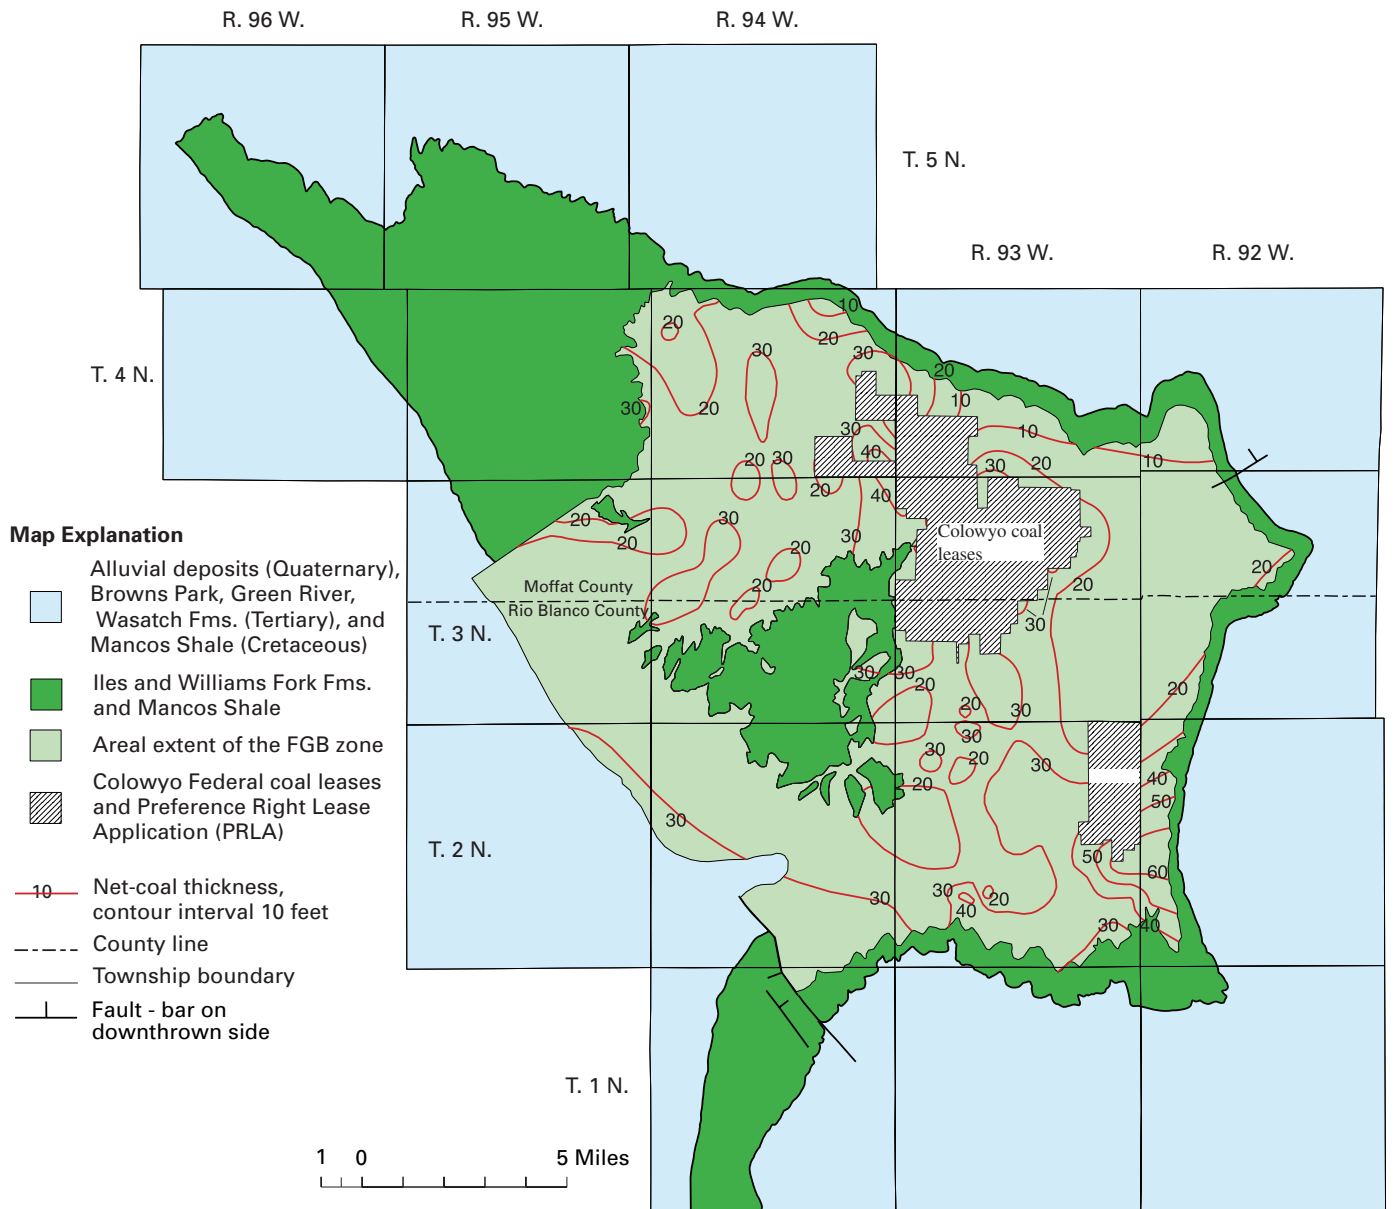 R. 96 W.
R. 95 W.
R. 94 W.
T. 5 N.
R. 93 W.
R. 92 W.
T. 4 N.
10
20
20
30
30
20
10
30
20
30
10
40
20
30
10
20
30
20
40
20
30
20
30
20
Colowyo coal
leases
20
20
20
Moffat County
Rio Blanco County
30
T. 3 N.
30
30
20
20
20
30
30
30
20
30
20
40
50
30
T. 2 N.
50
60
30
30
20
40
30
40
Map Explanation
Alluvial deposits (Quaternary),
Browns Park, Green River,
Wasatch Fms. (Tertiary), and
Mancos Shale (Cretaceous)
Iles and Williams Fork Fms.
and Mancos Shale
Areal extent of the FGB zone
Colowyo Federal coal leases
and Preference Right Lease
Application (PRLA)
10
Net-coal thickness,
contour interval 10 feet
County line
Township boundary
Fault - bar on
downthrown side
T. 1 N.
1 0 5 Miles